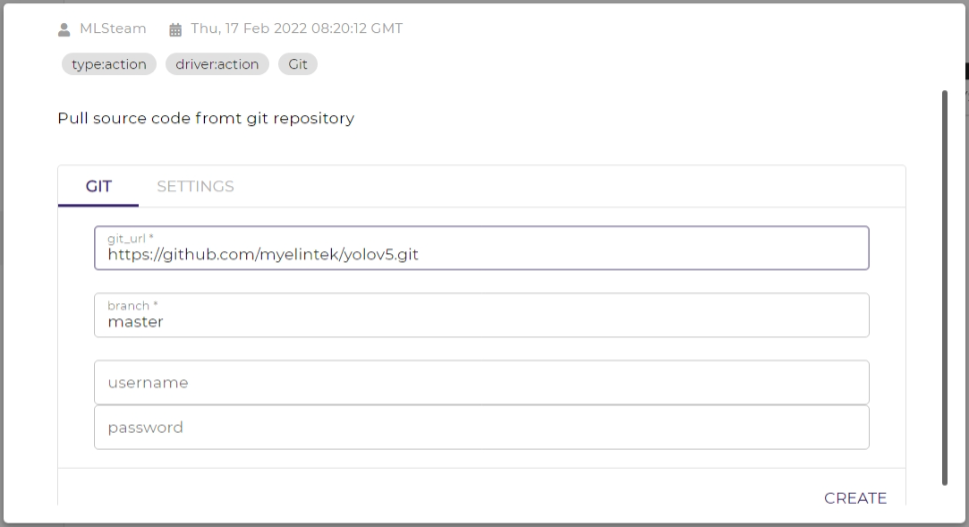 MLSteam Thu, 17 Feb 2022 08:20:12 GMT
type:action driver:action Git
Pull source code fromt git repository
GIT SETTINGS
git_url *
https://github.com/myelintek/yolov5.git
branch *
master
username
password
CREATE